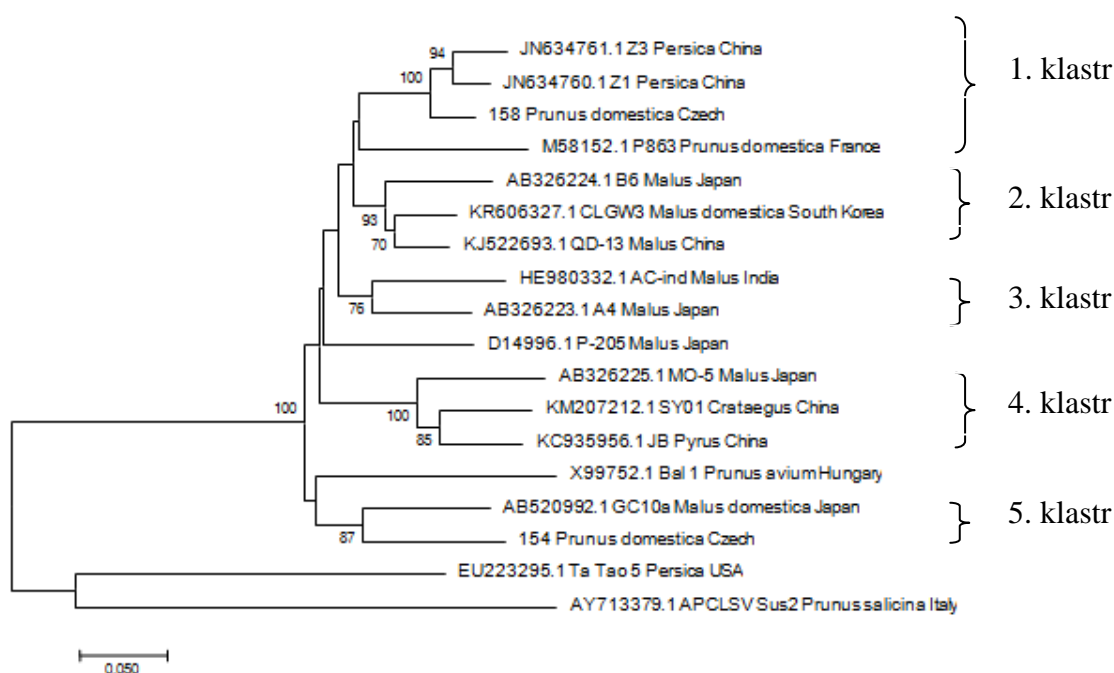 94
JN634761.1 Z3 Persica China
1. klastr
100
JN634760.1 Z1 Persica China
158 Prunus domestica Czech
M58152.1 P863 Prunus domestica France
AB326224.1 B6 Malus Japan
2. klastr
93
KR606327.1 CLGW3 Malus domestica South Korea
70
KJ522693.1 QD-13 Malus China
HE980332.1 AC-ind Malus India
3. klastr
76
AB326223.1 A4 Malus Japan
D14996.1 P-205 Malus Japan
AB326225.1 MO-5 Malus Japan
4. klastr
100
100
KM207212.1 SY01 Crataegus China
85
KC935956.1 JB Pyrus China
X99752.1 Bal 1 Prunus avium Hungary
AB520992.1 GC10a Malus domestica Japan
5. klastr
87
154 Prunus domestica Czech
EU223295.1 Ta Tao 5 Persica USA
AY713379.1 APCLSV Sus2 Prunus salicina Italy
0.050